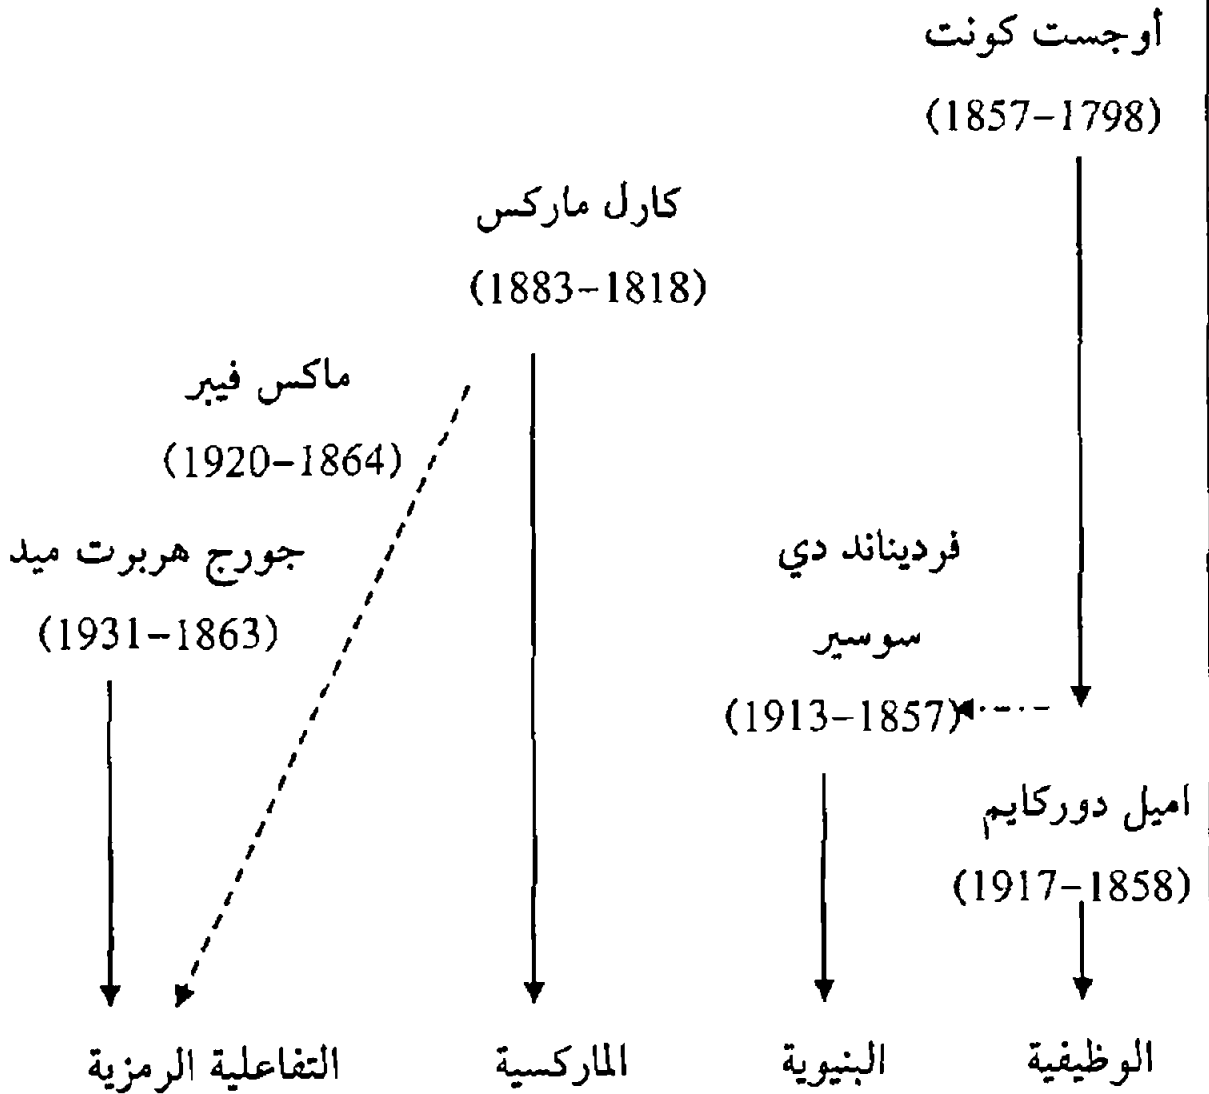 أوجست كونت
(1798–1857)
كارل ماركس
(1818–1883)
ماكس فيبر
(1864–1920)
جورج هربرت ميد
(1863–1931)
فرديناند دي
سوسير
(1857–1913)
اميل دوركايم
(1858–1917)
الوظيفية
البنيوية
الماركسية
التفاعلية الرمزية